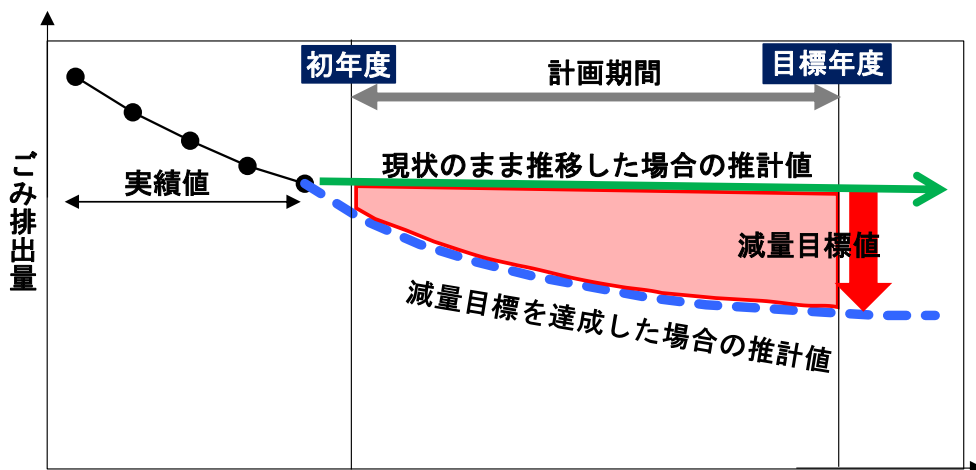 初年度
目標年度
計画期間
現状のまま推移した場合の推計値
実績値
ごみ排出量
減量目標値
減量目標を達成した場合の推計値